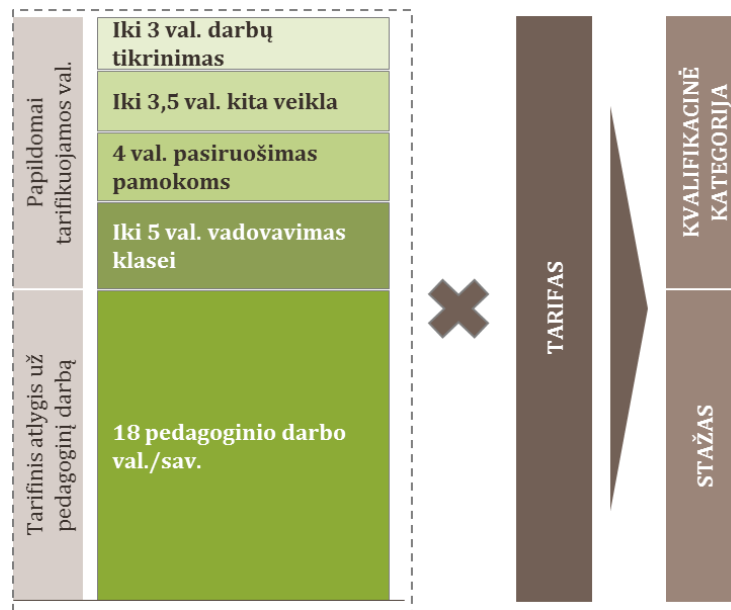 Papildomai
tarifikuojamos val.
Iki 3 val. darbų
tikrinimas
Iki 3,5 val. kita veikla
4 val. pasiruošimas
pamokoms
Iki 5 val. vadovavimas
klasei
Tarifinis atlygis už
pedagoginį darbą
18 pedagoginio darbo
val./sav.
TARIFAS
KVALIFIKACINĖ
KATEGORIJA
STAŽAS